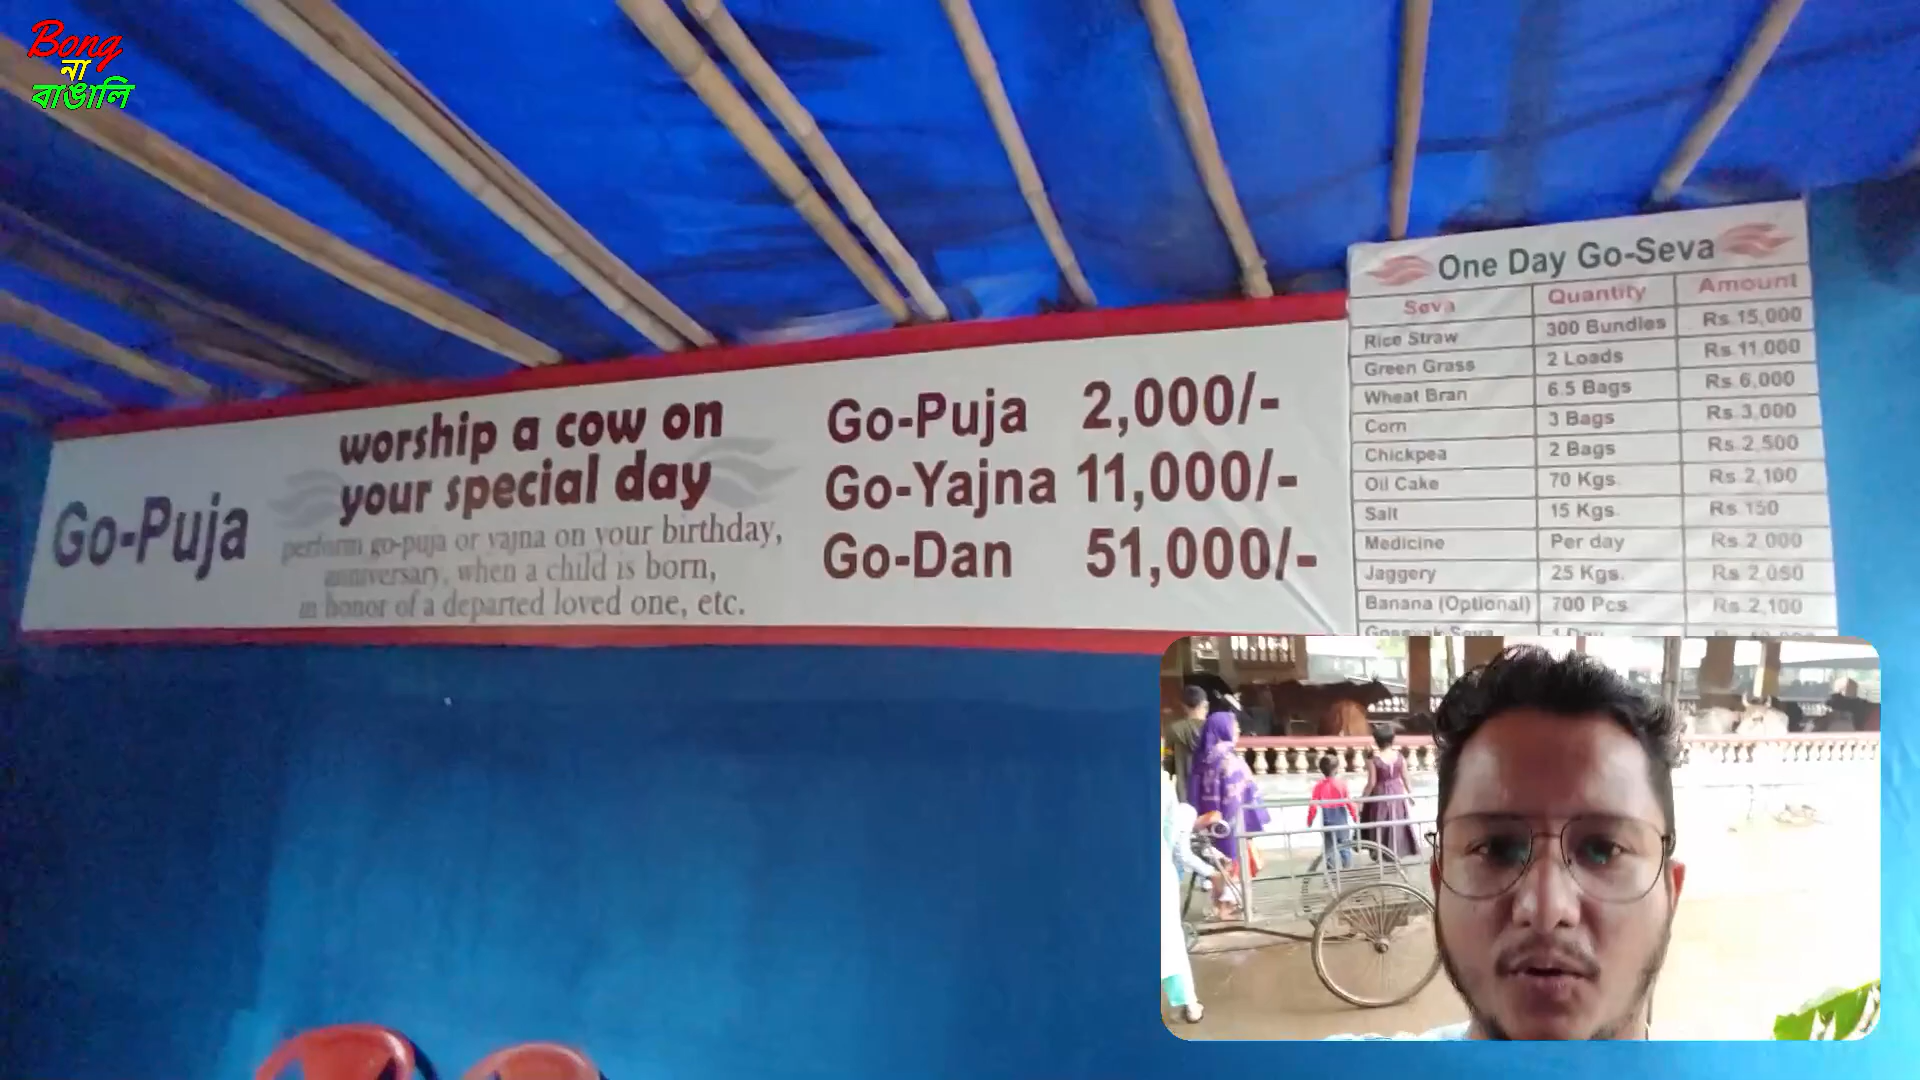 Bong
না
বাঙালি
Go-Puja
worship a cow on
your special day
perform go-puja or yajna on your birthday,
anniversary, when a child is born,
in honor of a departed loved one, etc.
Go-Puja 2,000/-
Go-Yajna 11,000/-
Go-Dan 51,000/-
One Day Go-Seva
Seva Quantity Amount
Rice Straw 300 Bundles Rs.15,000
Green Grass 2 Loads Rs.11,000
Wheat Bran 6.5 Bags Rs.6,000
Corn 3 Bags Rs.3,000
Chickpea 2 Bags Rs.2,500
Oil Cake 70 Kgs. Rs.2,100
Salt 15 Kgs. Rs.150
Medicine Per day Rs.2,000
Jaggery 25 Kgs. Rs.2,050
Banana (Optional) 700 Pcs Rs.2,100
Seva 1 Day